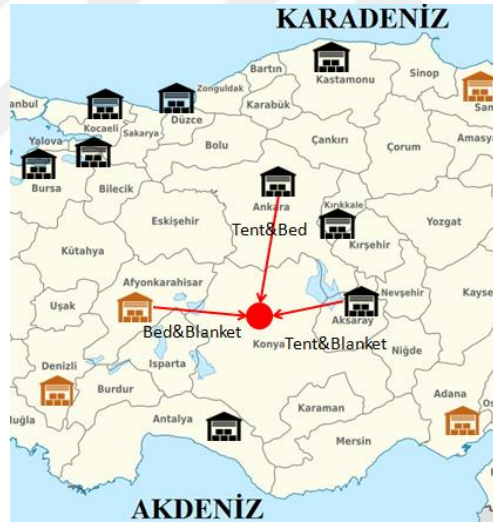 KARADENİZ
Bartın
Kastamonu
Sinop
Zonguldak
anbul
Kocaeli
Düzce
Karabük
Sakarya
Yalova
Bolu
Çankırı
Çorum
Amasya
Bursa
Bilecik
Ankara
Kırıkkale
Tent&Bed
Eskişehir
Yozgat
Kırşehir
Kütahya
Afyonkarahisar
Nevşehir
Kayse
Uşak
Aksaray
Bed&Blanket
Tent&Blanket
Konya
Niğde
Isparta
Denizli
Burdur
Adana
Karaman
uğla
Antalya
Mersin
AKDENİZ